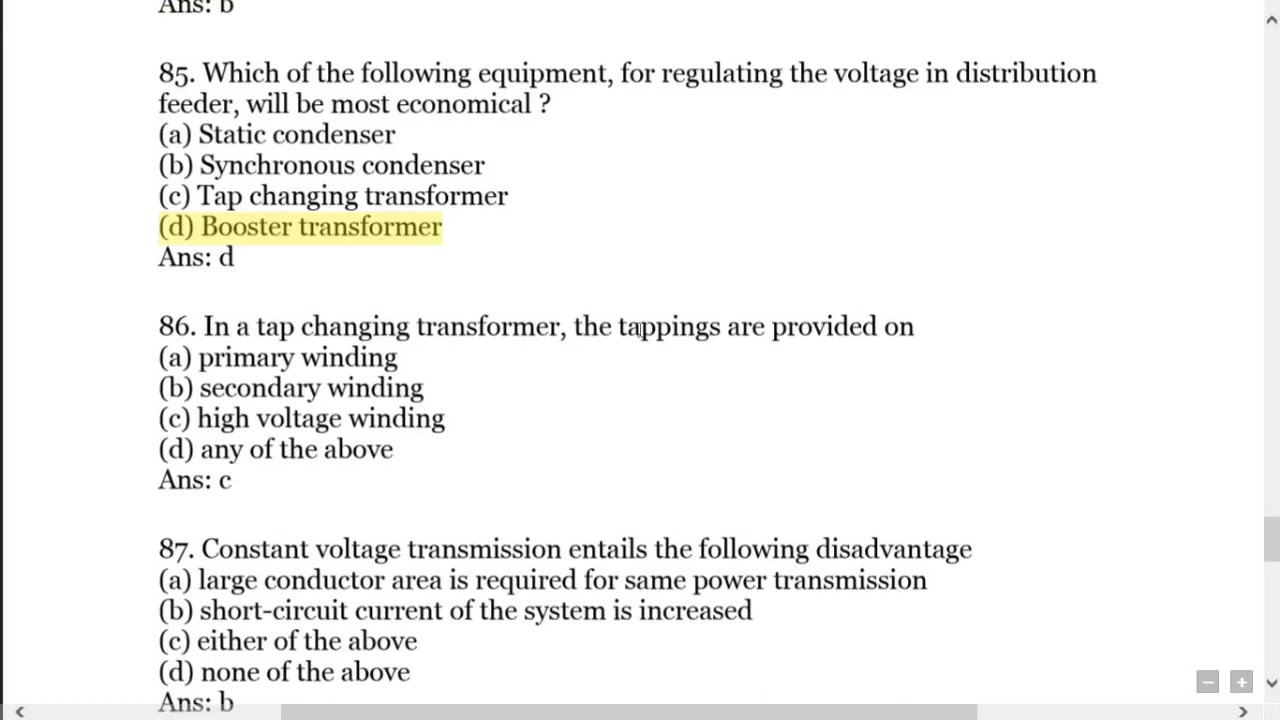 Ans: b
85. Which of the following equipment, for regulating the voltage in distribution
feeder, will be most economical ?
(a) Static condenser
(b) Synchronous condenser
(c) Tap changing transformer
(d) Booster transformer
Ans: d
86. In a tap changing transformer, the tappings are provided on
(a) primary winding
(b) secondary winding
(c) high voltage winding
(d) any of the above
Ans: c
87. Constant voltage transmission entails the following disadvantage
(a) large conductor area is required for same power transmission
(b) short-circuit current of the system is increased
(c) either of the above
(d) none of the above
Ans: b